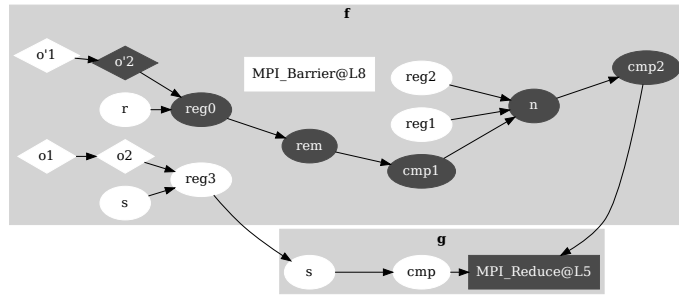 f
o'1
o'2
MPI_Barrier@L8
cmp2
reg2
r
reg0
n
reg1
rem
o1
o2
cmp1
reg3
s
g
s
cmp
MPI_Reduce@L5